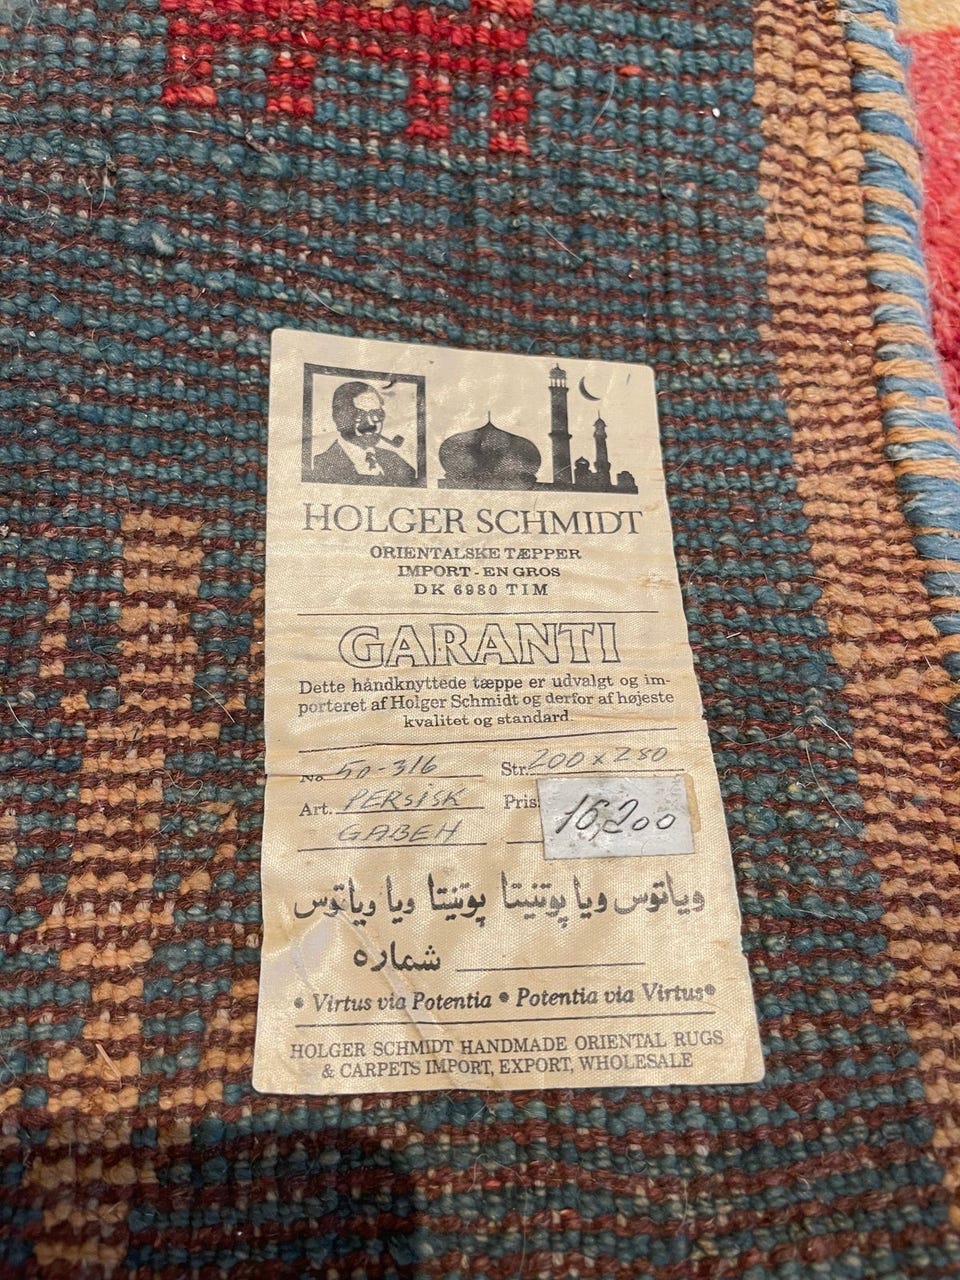 HOLGER SCHMIDT
ORIENTALSKE TÆPPER
IMPORT - EN GROS
DK 6980 TIM
GARANTI
Dette håndknyttede tæppe er udvalgt og im-
porteret af Holger Schmidt og derfor af højeste
kvalitet og standard.
No. 50-316 Str. 200 x 250
Art. PERSISK Pris: 16,200
GABEH
ویاتوس ویا پوتنیتا پوتنیتا ویا ویاتوس
شماره
• Virtus via Potentia • Potentia via Virtus •
HOLGER SCHMIDT HANDMADE ORIENTAL RUGS
& CARPETS IMPORT, EXPORT, WHOLESALE